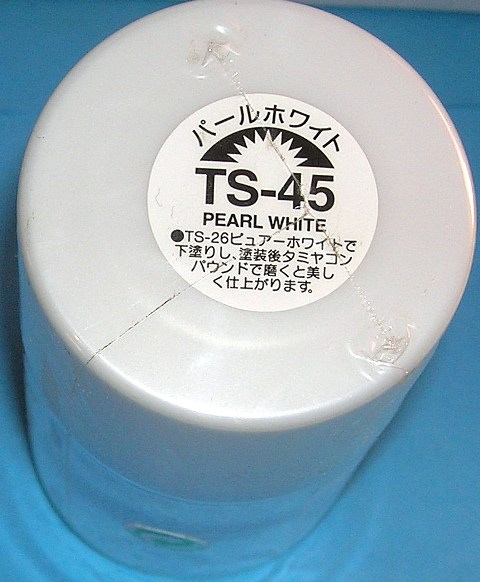 パールホワイト
TS-45
PEARL WHITE
●TS-26ピュアーホワイトで
下塗りし、塗装後タミヤコン
パウンドで磨くと美し
く仕上がります。